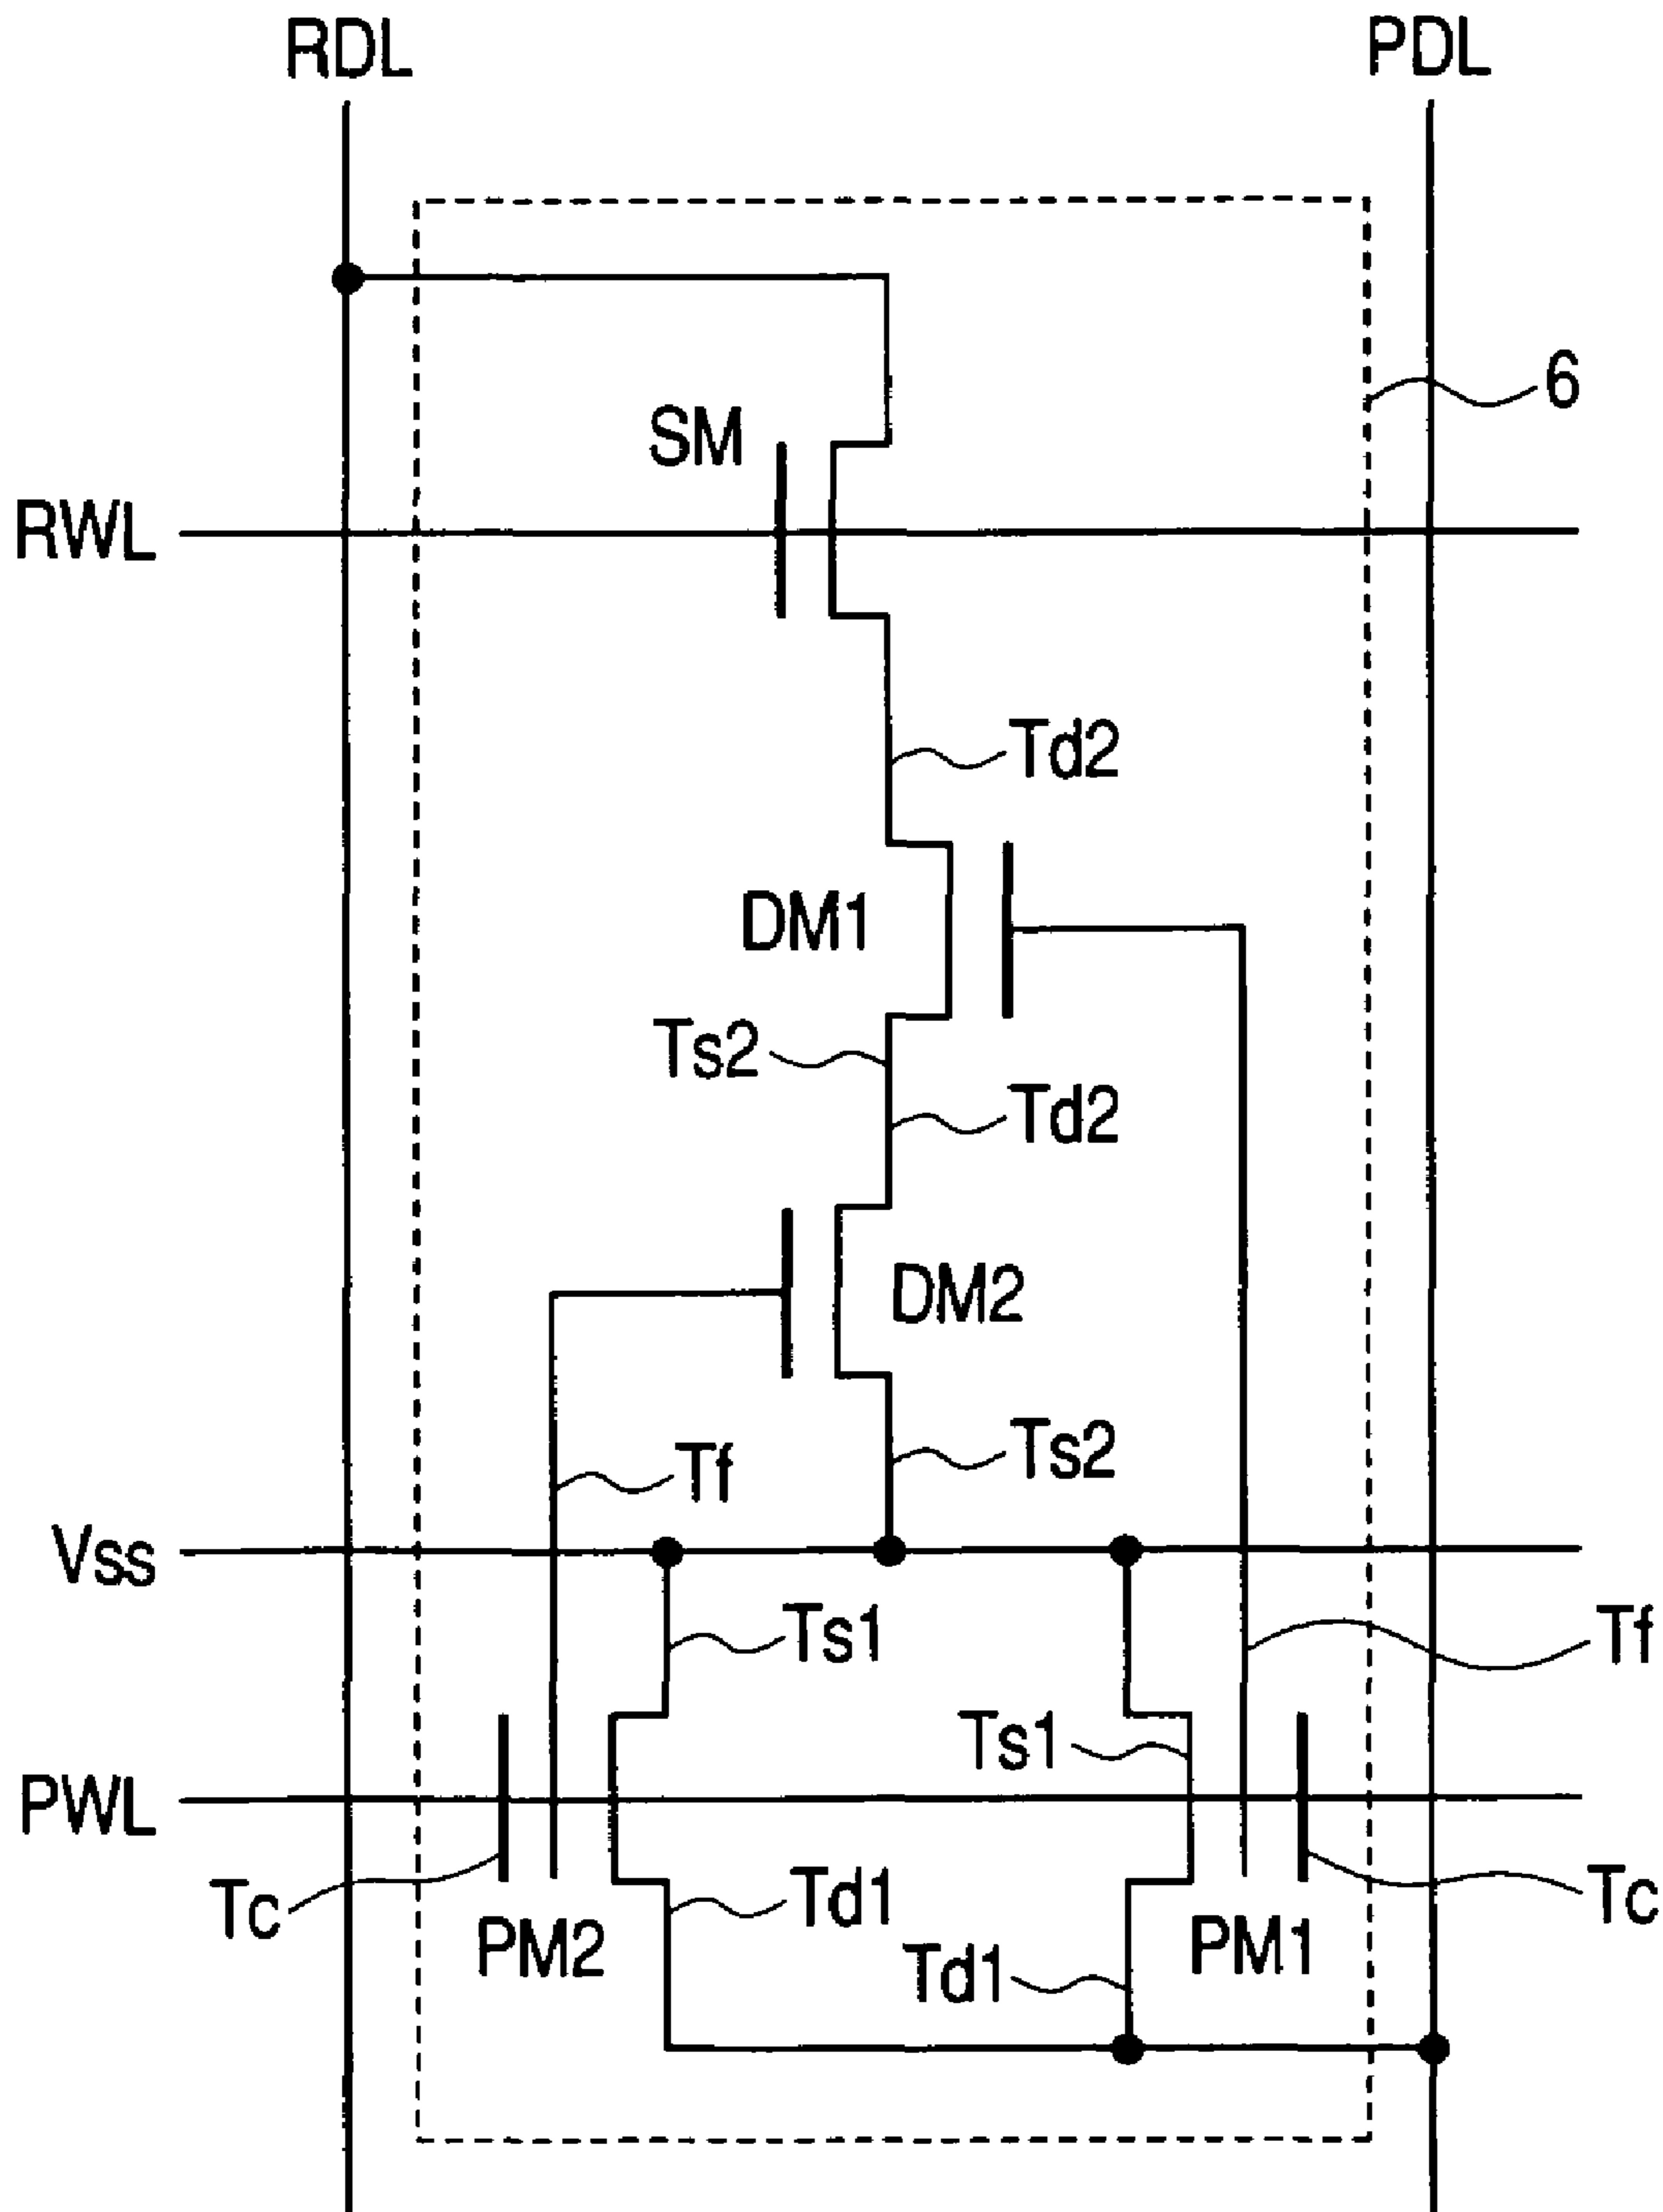 RDL
PDL
6
SM
RWL
Td2
DM1
Ts2
Td2
DM2
Ts2
Tf
Vss
Ts1
Tf
Ts1
PWL
Tc
Td1
Tc
PM2
PM1
Td1